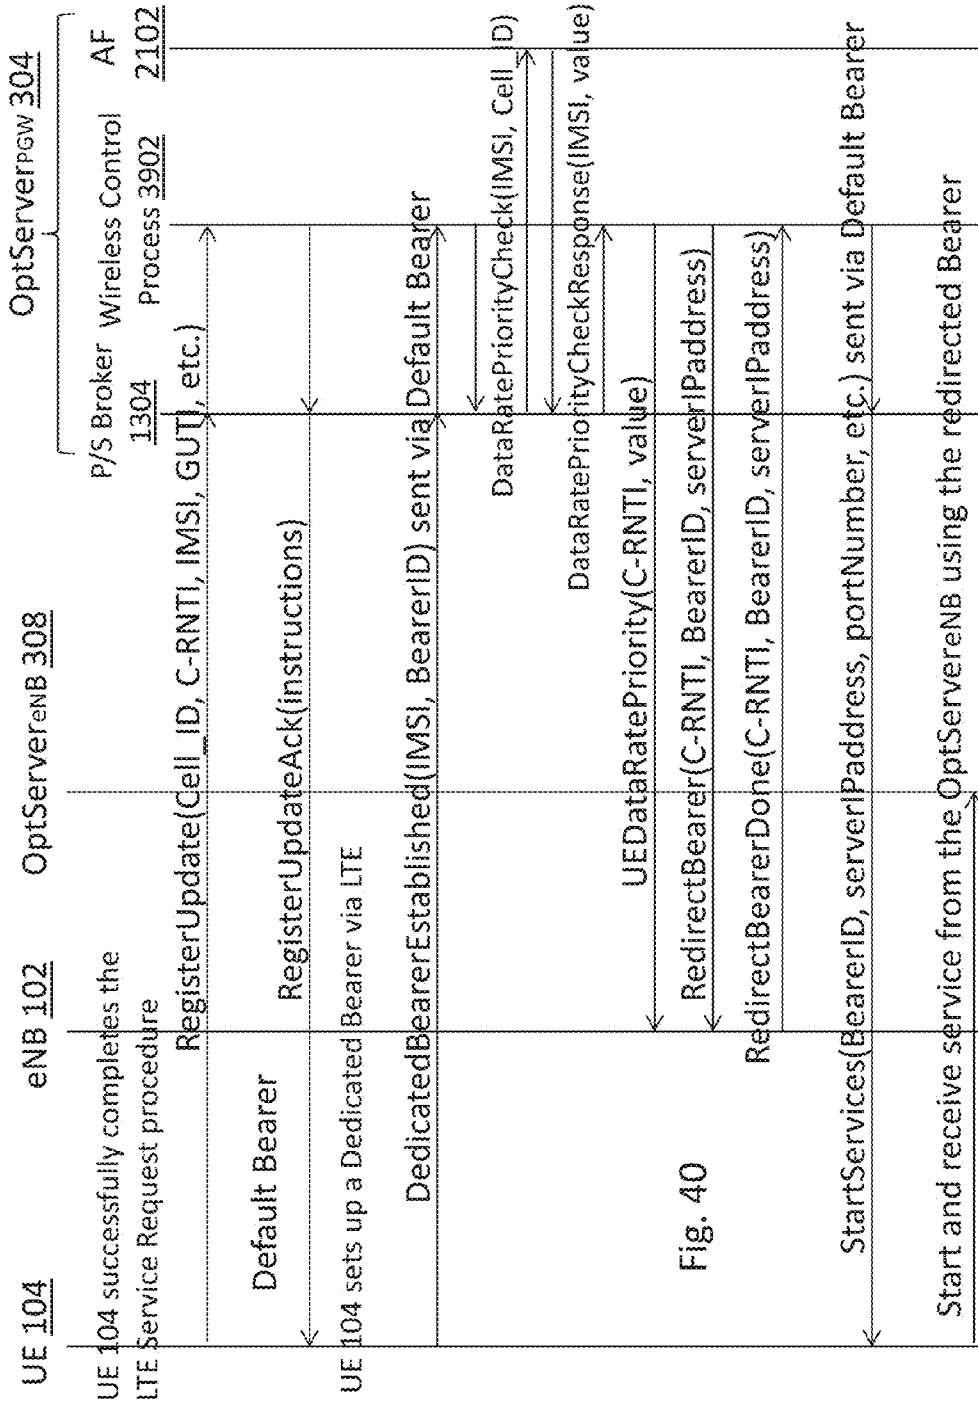 OptServerPGW 304
UE 104
eNB 102
OptServereNB 308
P/S Broker
1304
Wireless Control
Process 3902
AF
2102
UE 104 successfully completes the
LTE Service Request procedure
RegisterUpdate(Cell_ID, C-RNTI, IMSI, GUTI, etc.)
Default Bearer
RegisterUpdateAck(instructions)
UE 104 sets up a Dedicated Bearer via LTE
DedicatedBearerEstablished(IMSI, BearerID) sent via Default Bearer
DataRatePriorityCheck(IMSI, Cell_ID)
DataRatePriorityCheckResponse(IMSI, value)
UEDataRatePriority(C-RNTI, value)
RedirectBearer(C-RNTI, BearerID, serverIPaddress)
RedirectBearerDone(C-RNTI, BearerID, serverIPaddress)
StartServices(BearerID, serverIPaddress, portNumber, etc.) sent via Default Bearer
Start and receive service from the OptServereNB using the redirected Bearer
Fig. 40